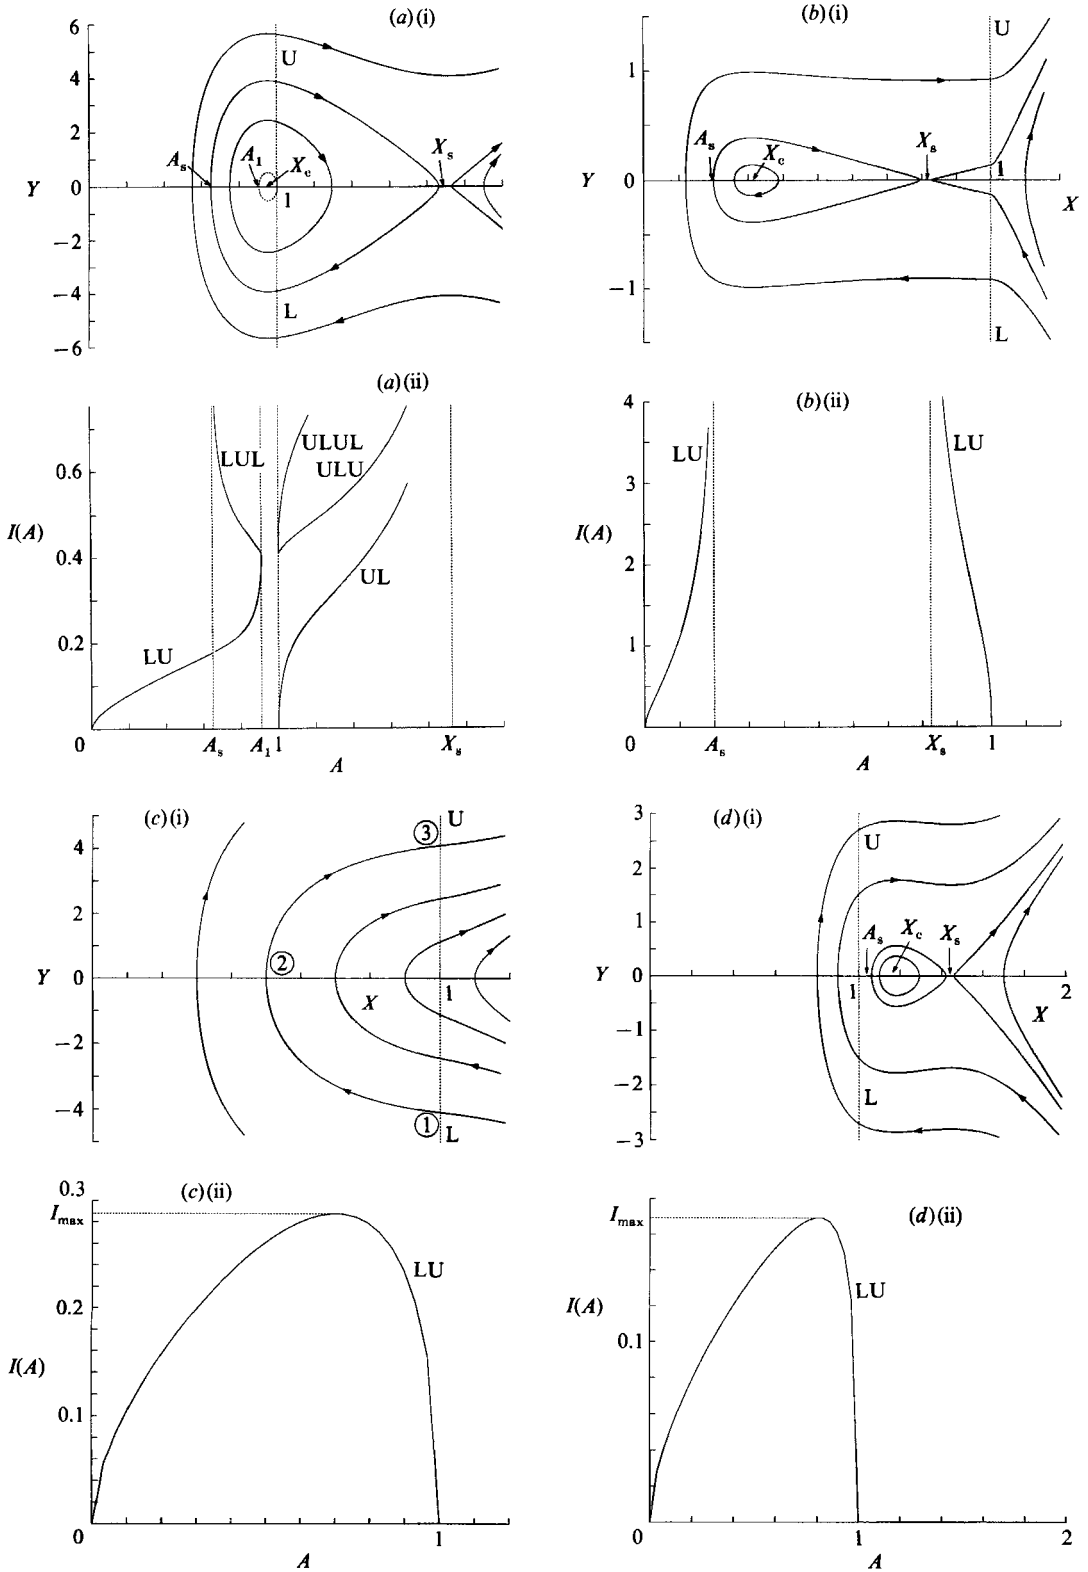 (a)(i)
6
4
2
Y 0
−2
−4
−6
U
A_s
A_1
X_c
X_s
1
L
(b)(i)
1
Y 0
−1
U
A_s
X_c
X_s
1
X
L
(a)(ii)
0.6
I(A)
0.4
0.2
0
LUL
ULUL
ULU
UL
LU
A_s A_1 1 X_s
A
(b)(ii)
4
3
I(A)
2
1
0
LU
LU
A_s X_s 1
A
(c)(i)
4
2
Y 0
−2
−4
U
3
2
X
1
1
L
(d)(i)
3
2
1
Y 0
−1
−2
−3
U
A_s X_c X_s
1
2
X
L
(c)(ii)
0.3
I_max
0.2
I(A)
0.1
0
LU
1
A
(d)(ii)
I_max
I(A)
0.1
0
LU
1
2
A